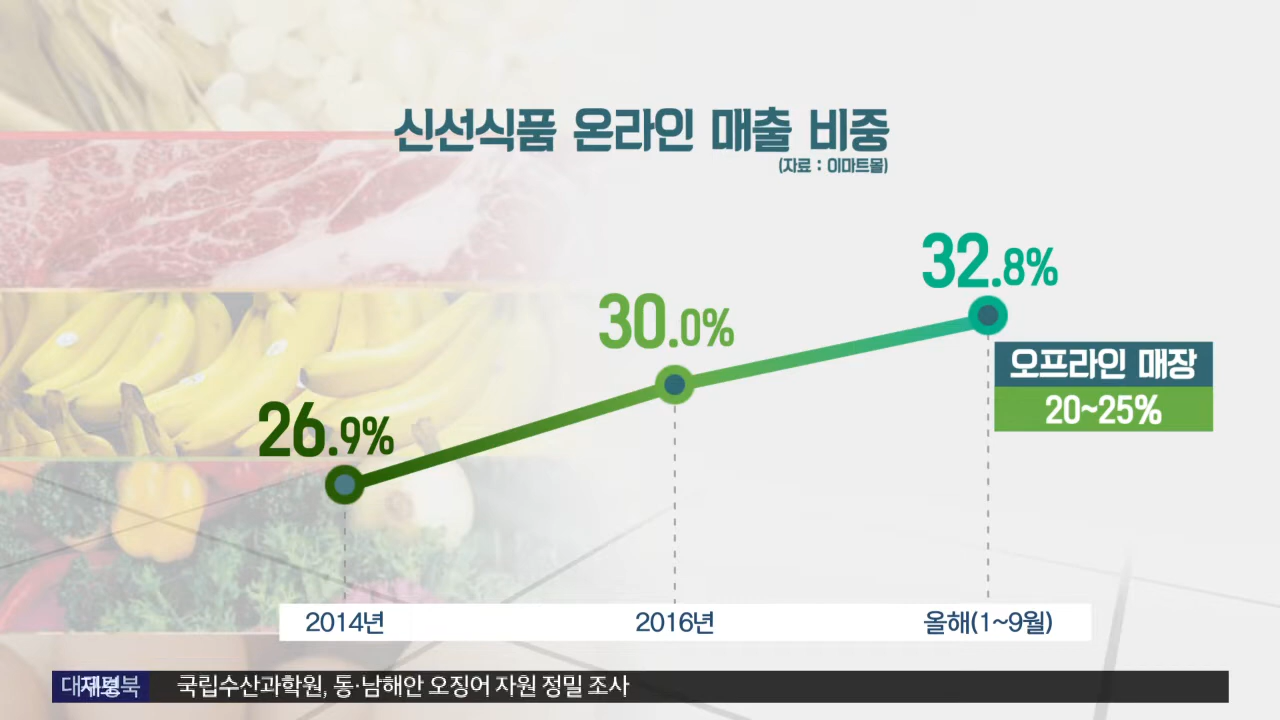 신선식품 온라인 매출 비중
(자료 : 이마트몰)
32.8%
30.0%
오프라인 매장
20~25%
26.9%
2014년
2016년
올해(1~9월)
국립수산과학원, 동·남해안 오징어 자원 정밀 조사